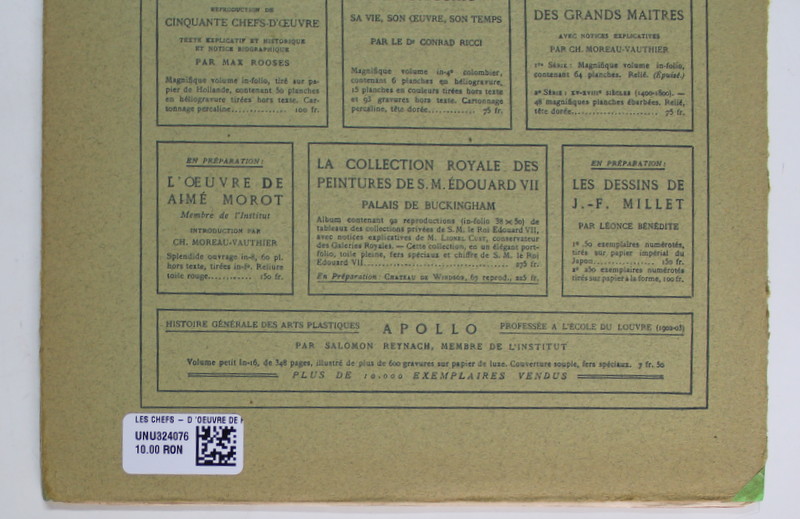 REPRODUCTION DE
CINQUANTE CHEFS-D'ŒUVRE
TEXTE EXPLICATIF ET HISTORIQUE
ET NOTICE BIOGRAPHIQUE
PAR MAX ROOSES
Magnifique volume in-folio, tiré sur pa-
pier de Hollande, contenant 50 planches
en héliogravure tirées hors texte. Car-
tonnage percaline.............. 100 fr.
SA VIE, SON ŒUVRE, SON TEMPS
PAR LE Dr CONRAD RICCI
Magnifique volume in-4º colombier,
contenant 6 planches en héliogravure,
15 planches en couleurs tirées hors texte
et 93 gravures hors texte. Cartonnage
percaline, tête dorée............ 75 fr.
DES GRANDS MAITRES
AVEC NOTICES EXPLICATIVES
PAR CH. MOREAU-VAUTHIER
1re SÉRIE: Magnifique volume in-folio,
contenant 64 planches. Relié. (Épuisé.)
2e SÉRIE: XV-XVIIIe SIÈCLES (1400-1800). —
48 magnifiques planches ébarbées. Relié,
tête dorée.................. 75 fr.
EN PRÉPARATION:
L'ŒUVRE DE
AIMÉ MOROT
Membre de l'Institut
INTRODUCTION PAR
CH. MOREAU-VAUTHIER
Splendide ouvrage in-8, 60 pl.
hors texte, tirées in-fº. Reliure
toile rouge............ 150 fr.
LA COLLECTION ROYALE DES
PEINTURES DE S. M. ÉDOUARD VII
PALAIS DE BUCKINGHAM
Album contenant 92 reproductions (in-folio 38 × 50) de
tableaux des collections privées de S. M. le Roi Edouard VII,
avec notices explicatives de M. LIONEL CUST, conservateur
des Galeries Royales. — Cette collection, en un élégant port-
folio, toile pleine, fers spéciaux et chiffre de S. M. le Roi
Edouard VII.................................. 275 fr.
En Préparation: CHATEAU DE WINDSOR, 65 reprod., 225 fr.
EN PRÉPARATION:
LES DESSINS DE
J.-F. MILLET
PAR LÉONCE BÉNÉDITE
1º 50 exemplaires numérotés,
tirés sur papier impérial du
Japon................. 150 fr.
2º 250 exemplaires numérotés
tirés sur papier à la forme, 100 fr.
HISTOIRE GÉNÉRALE DES ARTS PLASTIQUES APOLLO PROFESSÉE A L'ÉCOLE DU LOUVRE (1902-03)
PAR SALOMON REYNACH, MEMBRE DE L'INSTITUT
Volume petit in-16, de 348 pages, illustré de plus de 600 gravures sur papier de luxe. Couverture souple, fers spéciaux. 7 fr. 50
PLUS DE 10.000 EXEMPLAIRES VENDUS
LES CHEFS - D 'OEUVRE DE
UNU324076
10.00 RON